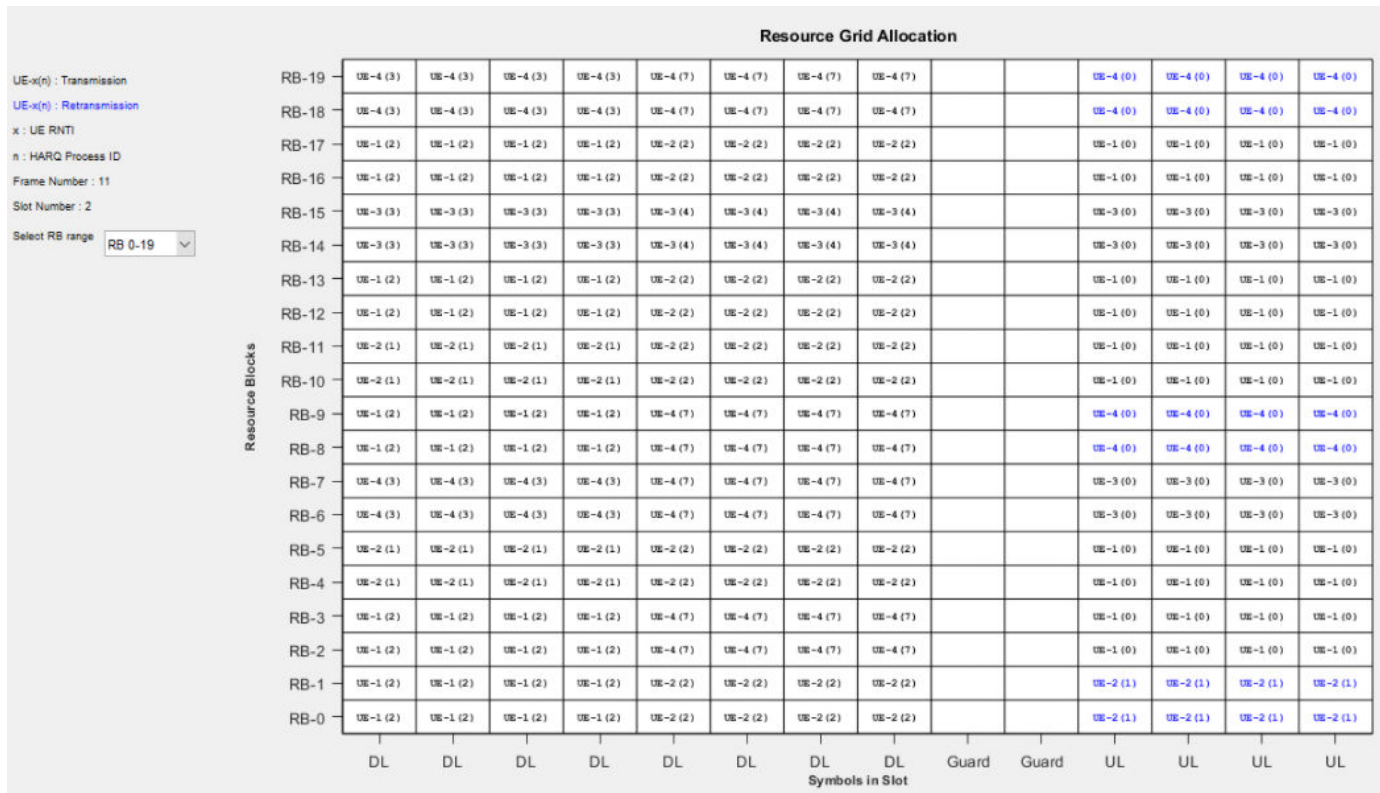 Resource Grid Allocation
UE-x(n) : Transmission
UE-x(n) : Retransmission
x : UE RNTI
n : HARQ Process ID
Frame Number : 11
Slot Number : 2
Select RB range RB 0-19
Resource Blocks
RB-19 UE-4(3) UE-4(3) UE-4(3) UE-4(3) UE-4(7) UE-4(7) UE-4(7) UE-4(7) UE-4(0) UE-4(0) UE-4(0) UE-4(0)
RB-18 UE-4(3) UE-4(3) UE-4(3) UE-4(3) UE-4(7) UE-4(7) UE-4(7) UE-4(7) UE-4(0) UE-4(0) UE-4(0) UE-4(0)
RB-17 UE-1(2) UE-1(2) UE-1(2) UE-1(2) UE-2(2) UE-2(2) UE-2(2) UE-2(2) UE-1(0) UE-1(0) UE-1(0) UE-1(0)
RB-16 UE-1(2) UE-1(2) UE-1(2) UE-1(2) UE-2(2) UE-2(2) UE-2(2) UE-2(2) UE-1(0) UE-1(0) UE-1(0) UE-1(0)
RB-15 UE-3(3) UE-3(3) UE-3(3) UE-3(3) UE-3(4) UE-3(4) UE-3(4) UE-3(4) UE-3(0) UE-3(0) UE-3(0) UE-3(0)
RB-14 UE-3(3) UE-3(3) UE-3(3) UE-3(3) UE-3(4) UE-3(4) UE-3(4) UE-3(4) UE-3(0) UE-3(0) UE-3(0) UE-3(0)
RB-13 UE-1(2) UE-1(2) UE-1(2) UE-1(2) UE-2(2) UE-2(2) UE-2(2) UE-2(2) UE-1(0) UE-1(0) UE-1(0) UE-1(0)
RB-12 UE-1(2) UE-1(2) UE-1(2) UE-1(2) UE-2(2) UE-2(2) UE-2(2) UE-2(2) UE-1(0) UE-1(0) UE-1(0) UE-1(0)
RB-11 UE-2(1) UE-2(1) UE-2(1) UE-2(1) UE-2(2) UE-2(2) UE-2(2) UE-2(2) UE-1(0) UE-1(0) UE-1(0) UE-1(0)
RB-10 UE-2(1) UE-2(1) UE-2(1) UE-2(1) UE-2(2) UE-2(2) UE-2(2) UE-2(2) UE-1(0) UE-1(0) UE-1(0) UE-1(0)
RB-9 UE-1(2) UE-1(2) UE-1(2) UE-1(2) UE-4(7) UE-4(7) UE-4(7) UE-4(7) UE-4(0) UE-4(0) UE-4(0) UE-4(0)
RB-8 UE-1(2) UE-1(2) UE-1(2) UE-1(2) UE-4(7) UE-4(7) UE-4(7) UE-4(7) UE-4(0) UE-4(0) UE-4(0) UE-4(0)
RB-7 UE-4(3) UE-4(3) UE-4(3) UE-4(3) UE-4(7) UE-4(7) UE-4(7) UE-4(7) UE-3(0) UE-3(0) UE-3(0) UE-3(0)
RB-6 UE-4(3) UE-4(3) UE-4(3) UE-4(3) UE-4(7) UE-4(7) UE-4(7) UE-4(7) UE-3(0) UE-3(0) UE-3(0) UE-3(0)
RB-5 UE-2(1) UE-2(1) UE-2(1) UE-2(1) UE-2(2) UE-2(2) UE-2(2) UE-2(2) UE-1(0) UE-1(0) UE-1(0) UE-1(0)
RB-4 UE-2(1) UE-2(1) UE-2(1) UE-2(1) UE-2(2) UE-2(2) UE-2(2) UE-2(2) UE-1(0) UE-1(0) UE-1(0) UE-1(0)
RB-3 UE-1(2) UE-1(2) UE-1(2) UE-1(2) UE-4(7) UE-4(7) UE-4(7) UE-4(7) UE-1(0) UE-1(0) UE-1(0) UE-1(0)
RB-2 UE-1(2) UE-1(2) UE-1(2) UE-1(2) UE-4(7) UE-4(7) UE-4(7) UE-4(7) UE-1(0) UE-1(0) UE-1(0) UE-1(0)
RB-1 UE-1(2) UE-1(2) UE-1(2) UE-1(2) UE-2(2) UE-2(2) UE-2(2) UE-2(2) UE-2(1) UE-2(1) UE-2(1) UE-2(1)
RB-0 UE-1(2) UE-1(2) UE-1(2) UE-1(2) UE-2(2) UE-2(2) UE-2(2) UE-2(2) UE-2(1) UE-2(1) UE-2(1) UE-2(1)
DL DL DL DL DL DL DL DL Guard Guard UL UL UL UL
Symbols in Slot